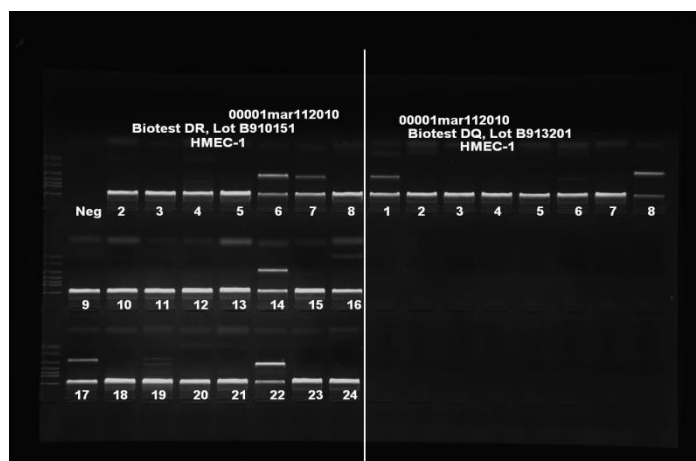 00001mar112010
Biotest DR, Lot B910151
HMEC-1
00001mar112010
Biotest DQ, Lot B913201
HMEC-1
Neg 2 3 4 5 6 7 8
1 2 3 4 5 6 7 8
9 10 11 12 13 14 15 16
17 18 19 20 21 22 23 24